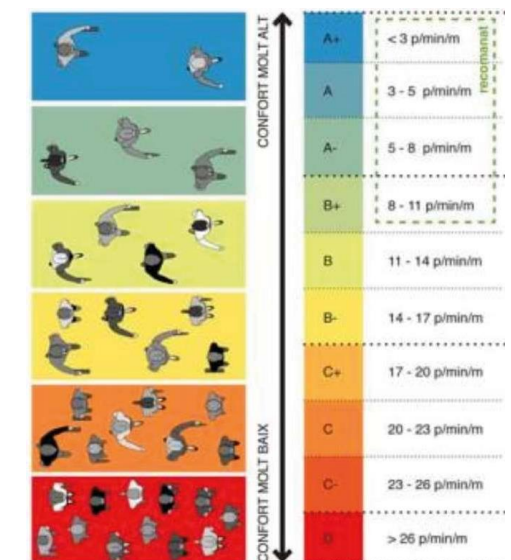 CONFORT MOLT ALT
CONFORT MOLT BAIX
A+ < 3 p/min/m
A 3 - 5 p/min/m
A- 5 - 8 p/min/m
B+ 8 - 11 p/min/m
recomanat
B 11 - 14 p/min/m
B- 14 - 17 p/min/m
C+ 17 - 20 p/min/m
C 20 - 23 p/min/m
C- 23 - 26 p/min/m
D > 26 p/min/m